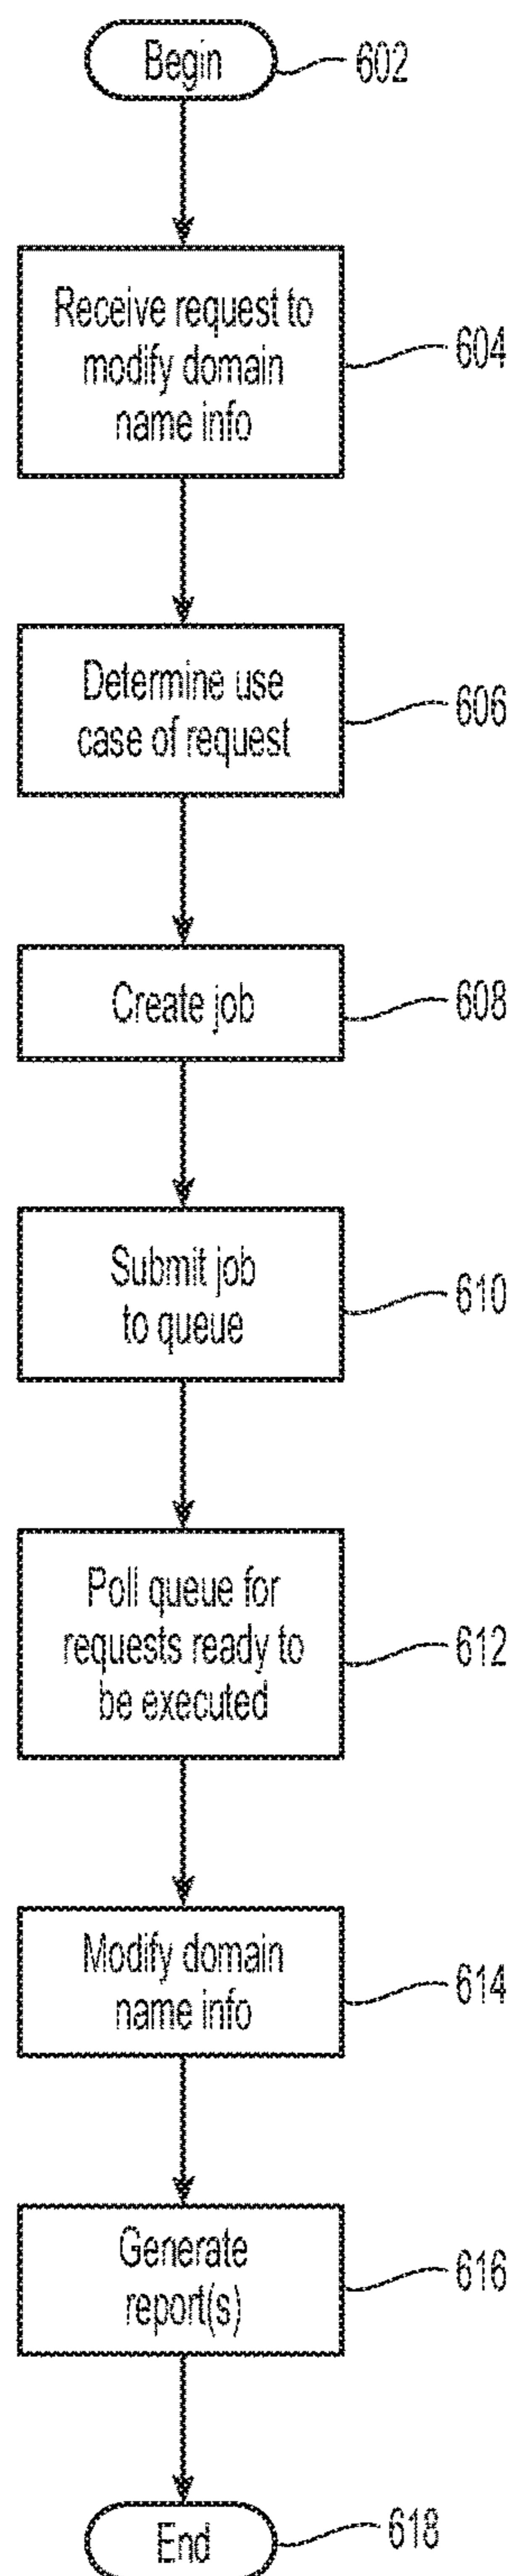 Begin
602
Receive request to
modify domain
name info
604
Determine use
case of request
606
Create job
608
Submit job
to queue
610
Poll queue for
requests ready to
be executed
612
Modify domain
name info
614
Generate
report(s)
616
End
618